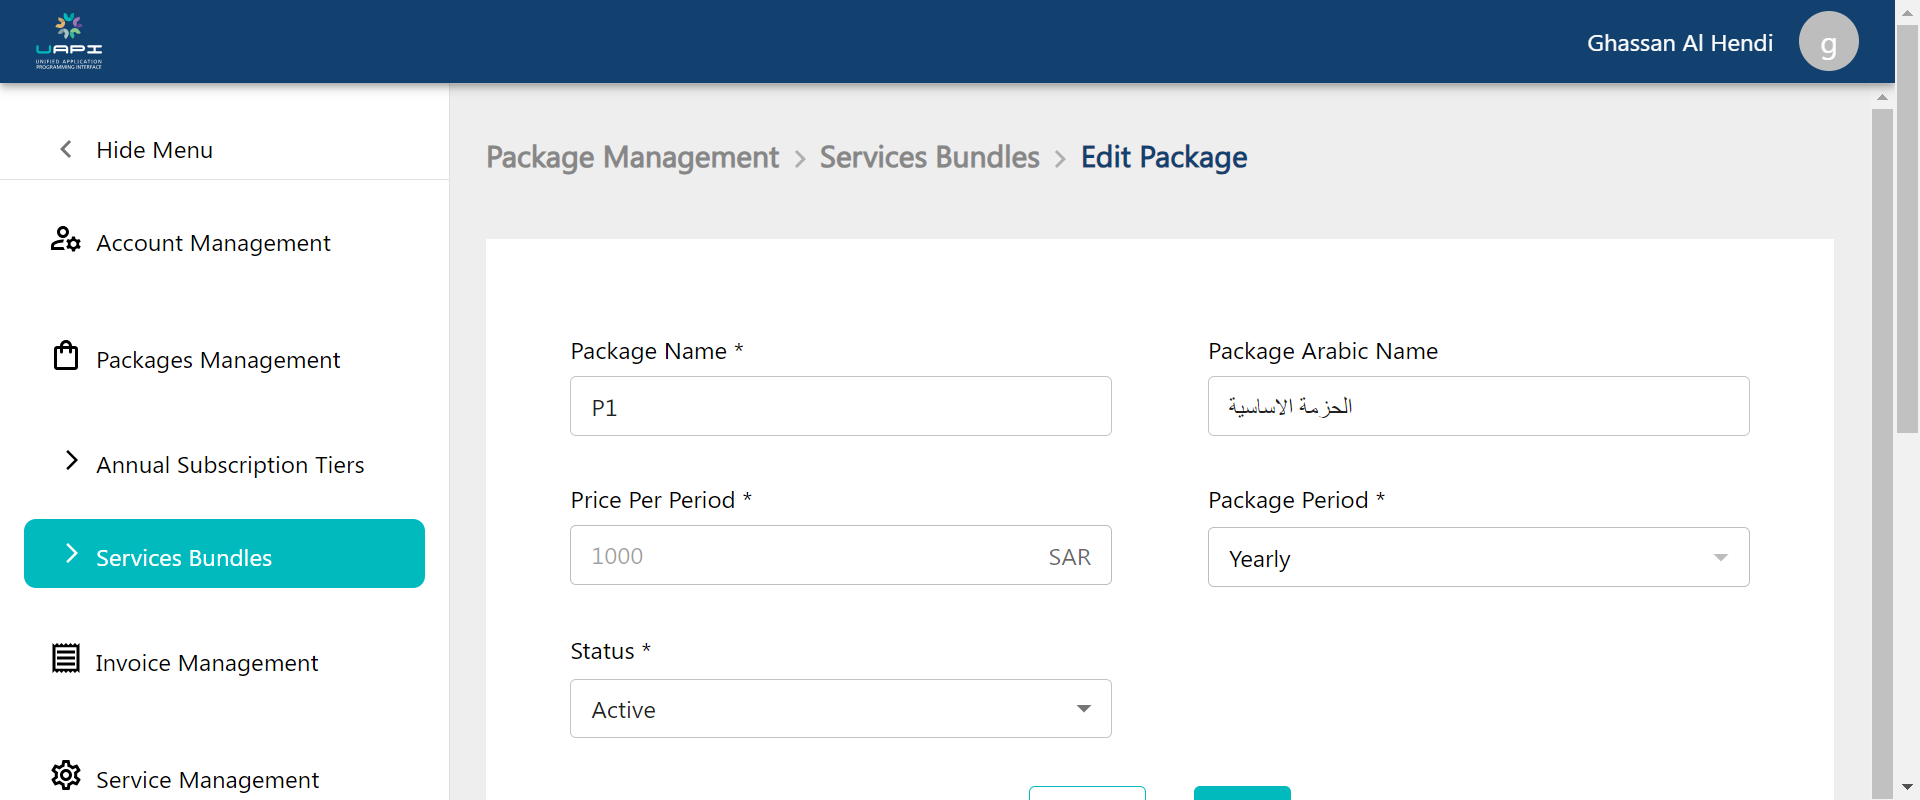 UAPI
UNIFIED APPLICATION
PROGRAMMING INTERFACE
Ghassan Al Hendi
g
Hide Menu
Account Management
Packages Management
Annual Subscription Tiers
Services Bundles
Invoice Management
Service Management
Package Management > Services Bundles > Edit Package
Package Name *
P1
Package Arabic Name
الحزمة الاساسية
Price Per Period *
1000 SAR
Package Period *
Yearly
Status *
Active